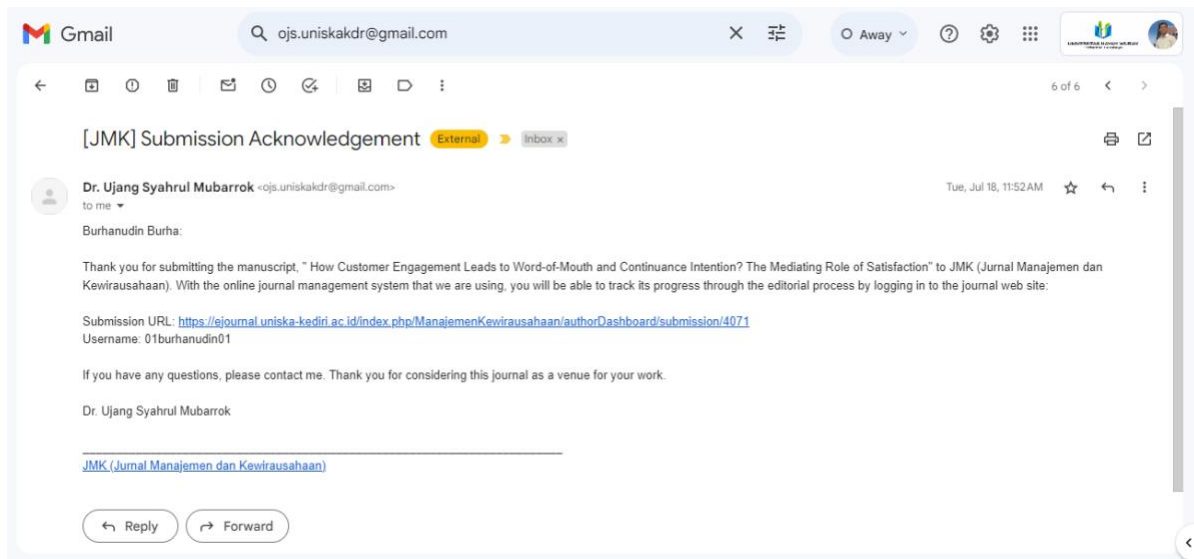 Gmail
ojs.uniskakdr@gmail.com
Away
6 of 6
[JMK] Submission Acknowledgement External Inbox x
Dr. Ujang Syahrul Mubarrok <ojs.uniskakdr@gmail.com>
Tue, Jul 18, 11:52 AM
to me
Burhanudin Burha:
Thank you for submitting the manuscript, " How Customer Engagement Leads to Word-of-Mouth and Continuance Intention? The Mediating Role of Satisfaction" to JMK (Jurnal Manajemen dan
Kewirausahaan). With the online journal management system that we are using, you will be able to track its progress through the editorial process by logging in to the journal web site:
Submission URL: https://ejournal.uniska-kediri.ac.id/index.php/ManajemenKewirausahaan/authorDashboard/submission/4071
Username: 01burhanudin01
If you have any questions, please contact me. Thank you for considering this journal as a venue for your work.
Dr. Ujang Syahrul Mubarrok
JMK (Jurnal Manajemen dan Kewirausahaan)
Reply
Forward